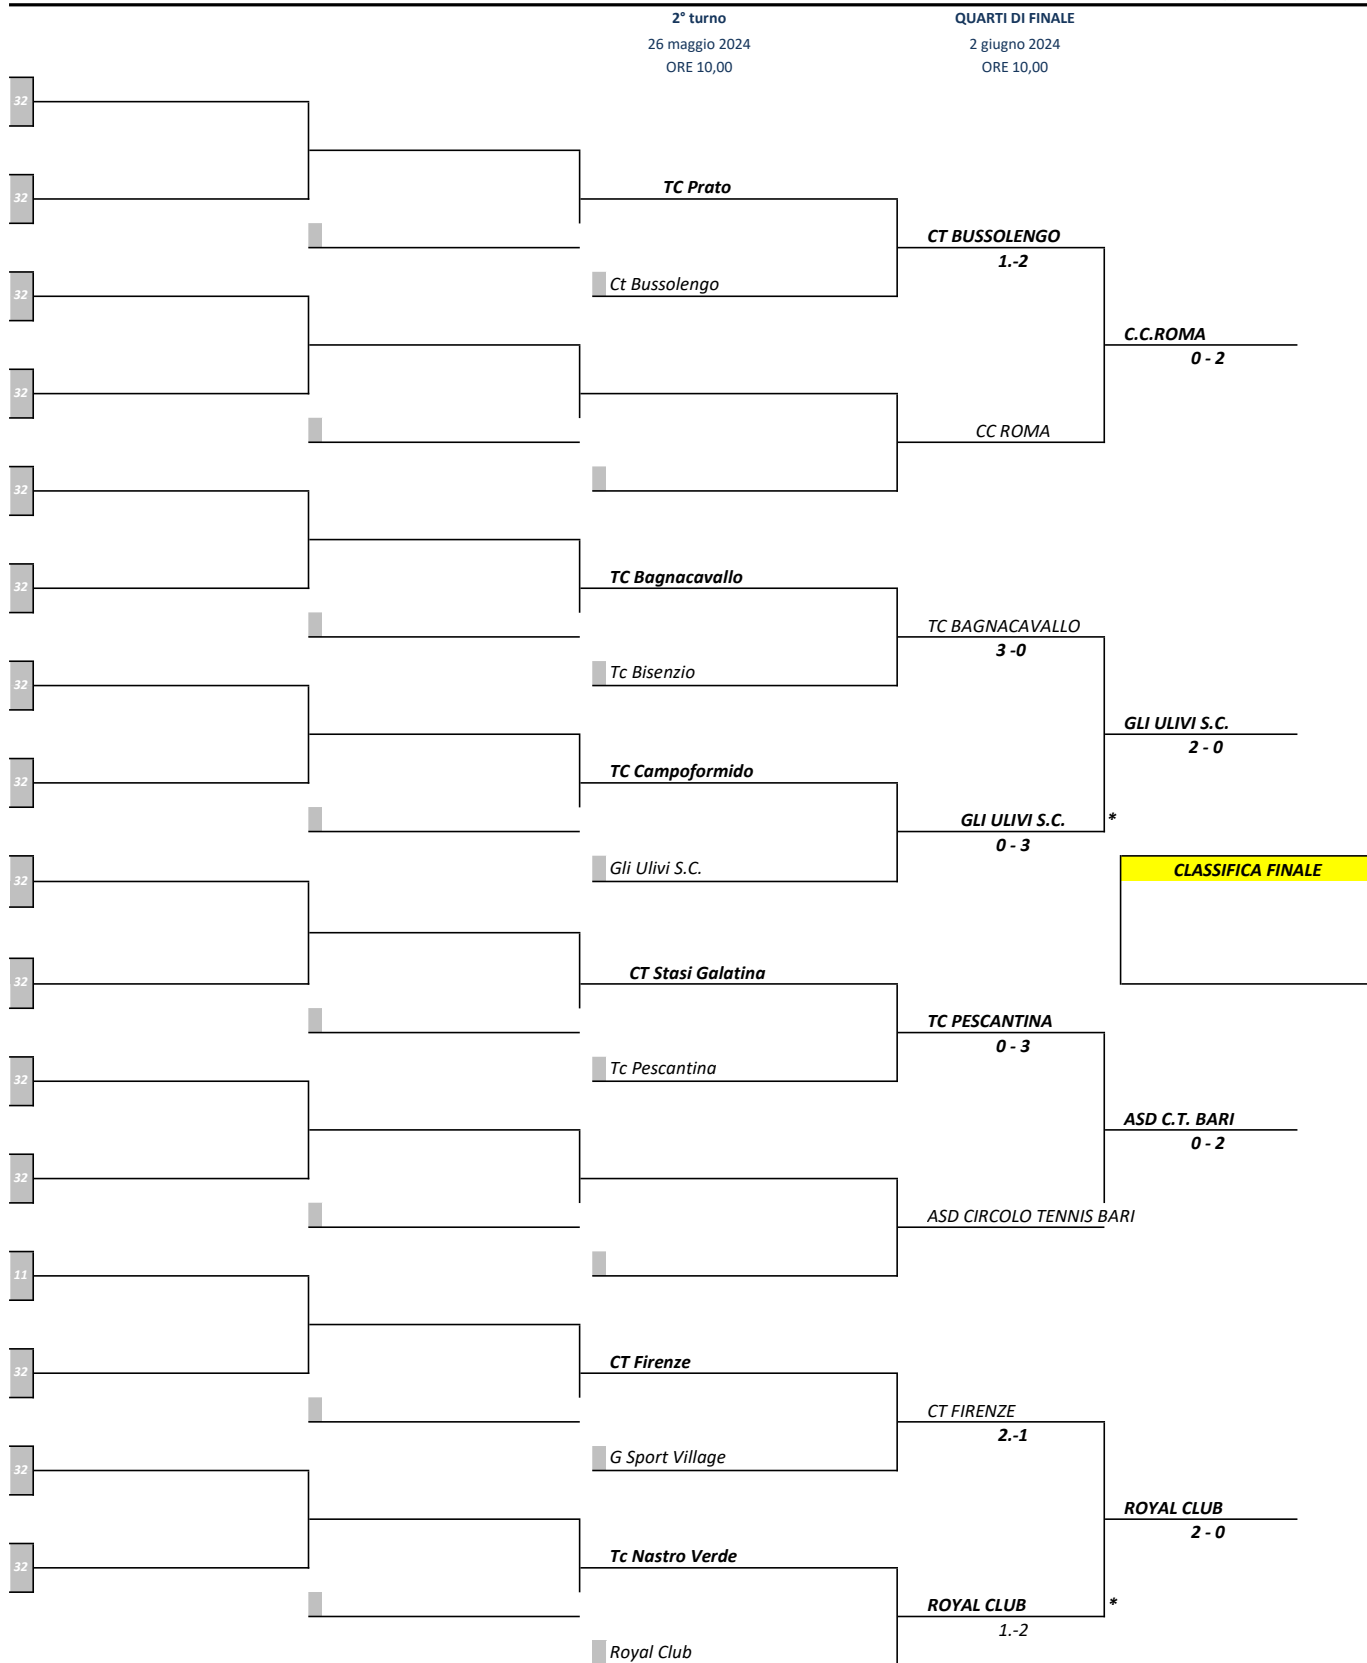 2° turno QUARTI DI FINALE
26 maggio 2024 2 giugno 2024
ORE 10,00 ORE 10,00
32
32
TC Prato
CT BUSSOLENGO
1.-2
32
Ct Bussolengo
C.C.ROMA
0 - 2
32
CC ROMA
32
32
TC Bagnacavallo
TC BAGNACAVALLO
3 -0
32
Tc Bisenzio
GLI ULIVI S.C.
2 - 0
32
TC Campoformido
GLI ULIVI S.C. *
0 - 3
32
Gli Ulivi S.C.
CLASSIFICA FINALE
32
CT Stasi Galatina
TC PESCANTINA
0 - 3
32
Tc Pescantina
ASD C.T. BARI
0 - 2
32
ASD CIRCOLO TENNIS BARI
11
32
CT Firenze
CT FIRENZE
2.-1
32
G Sport Village
ROYAL CLUB
2 - 0
32
Tc Nastro Verde
ROYAL CLUB *
1.-2
Royal Club